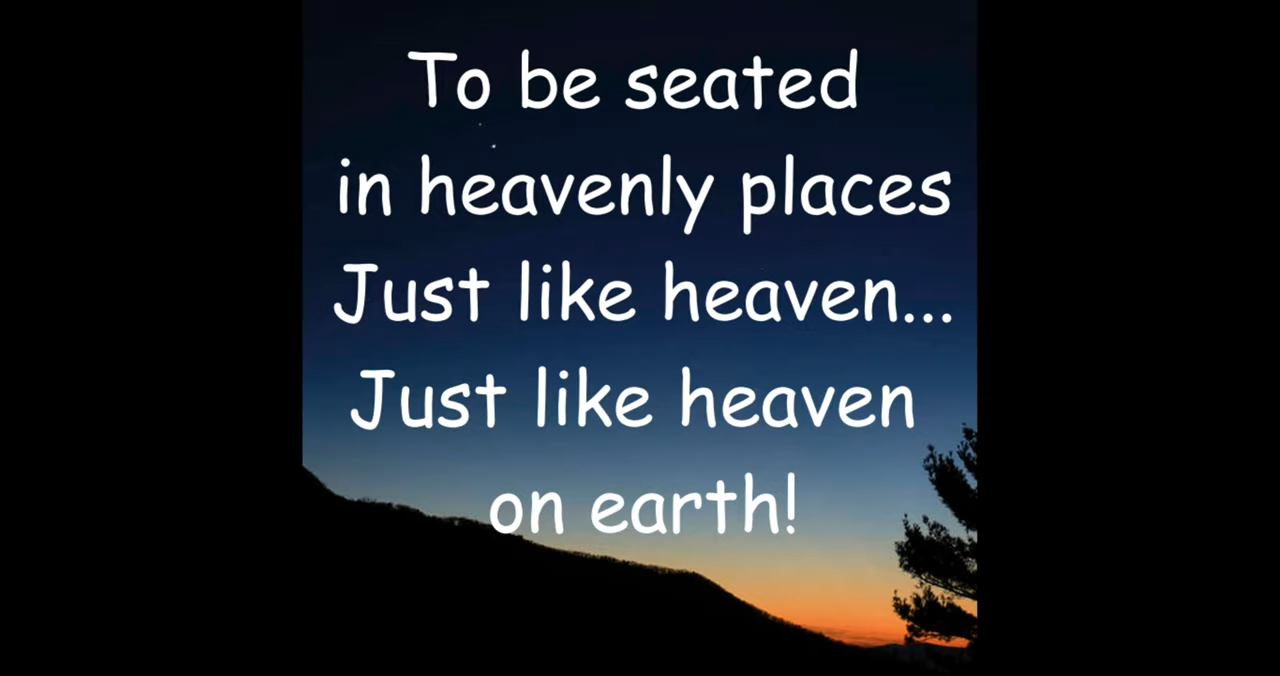 To be seated
in heavenly places
Just like heaven...
Just like heaven
on earth!